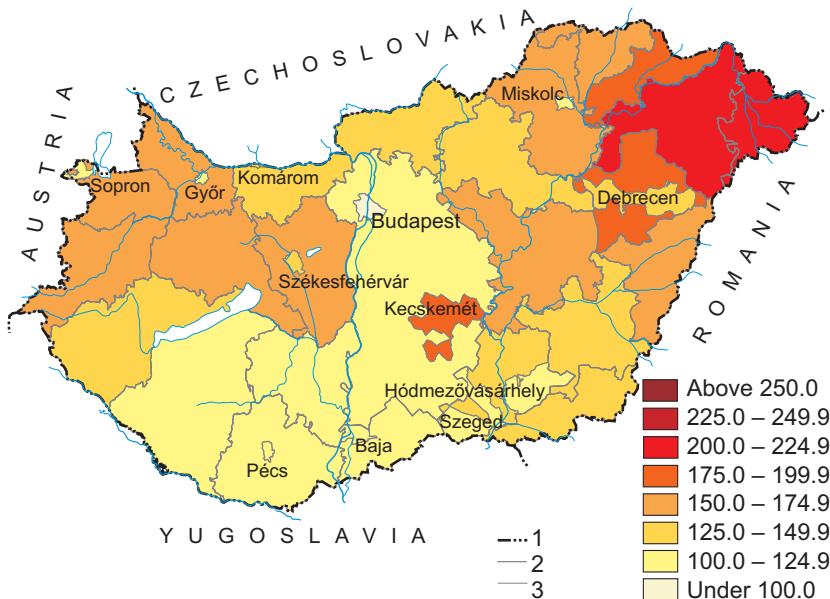 CZECHOSLOVAKIA
AUSTRIA
Miskolc
Sopron
Győr
Komárom
Debrecen
Budapest
ROMANIA
Székesfehérvár
Kecskemét
Hódmezővásárhely
Szeged
Baja
Pécs
YUGOSLAVIA
1
2
3
Above 250.0
225.0 – 249.9
200.0 – 224.9
175.0 – 199.9
150.0 – 174.9
125.0 – 149.9
100.0 – 124.9
Under 100.0